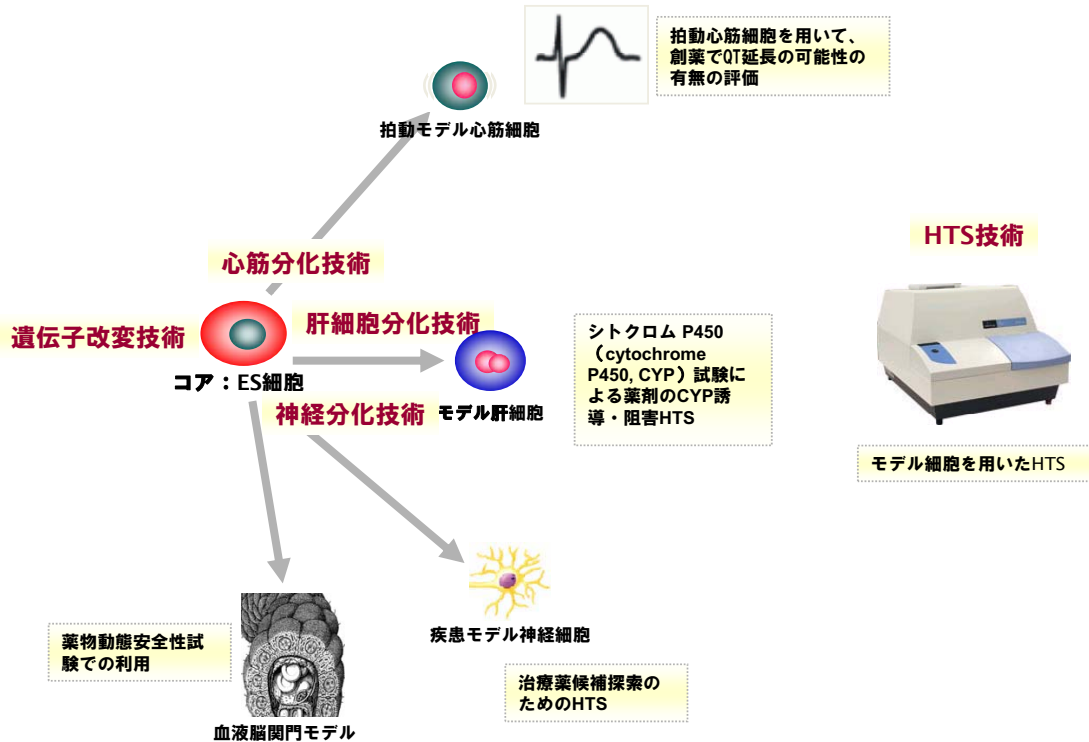 拍動心筋細胞を用いて、
創薬でQT延長の可能性の
有無の評価
拍動モデル心筋細胞
HTS技術
心筋分化技術
遺伝子改変技術
肝細胞分化技術
シトクロム P450
（cytochrome
P450, CYP）試験に
よる薬剤のCYP誘
導・阻害HTS
コア：ES細胞
神経分化技術
モデル肝細胞
モデル細胞を用いたHTS
疾患モデル神経細胞
薬物動態安全性試
験での利用
治療薬候補探索の
ためのHTS
血液脳関門モデル